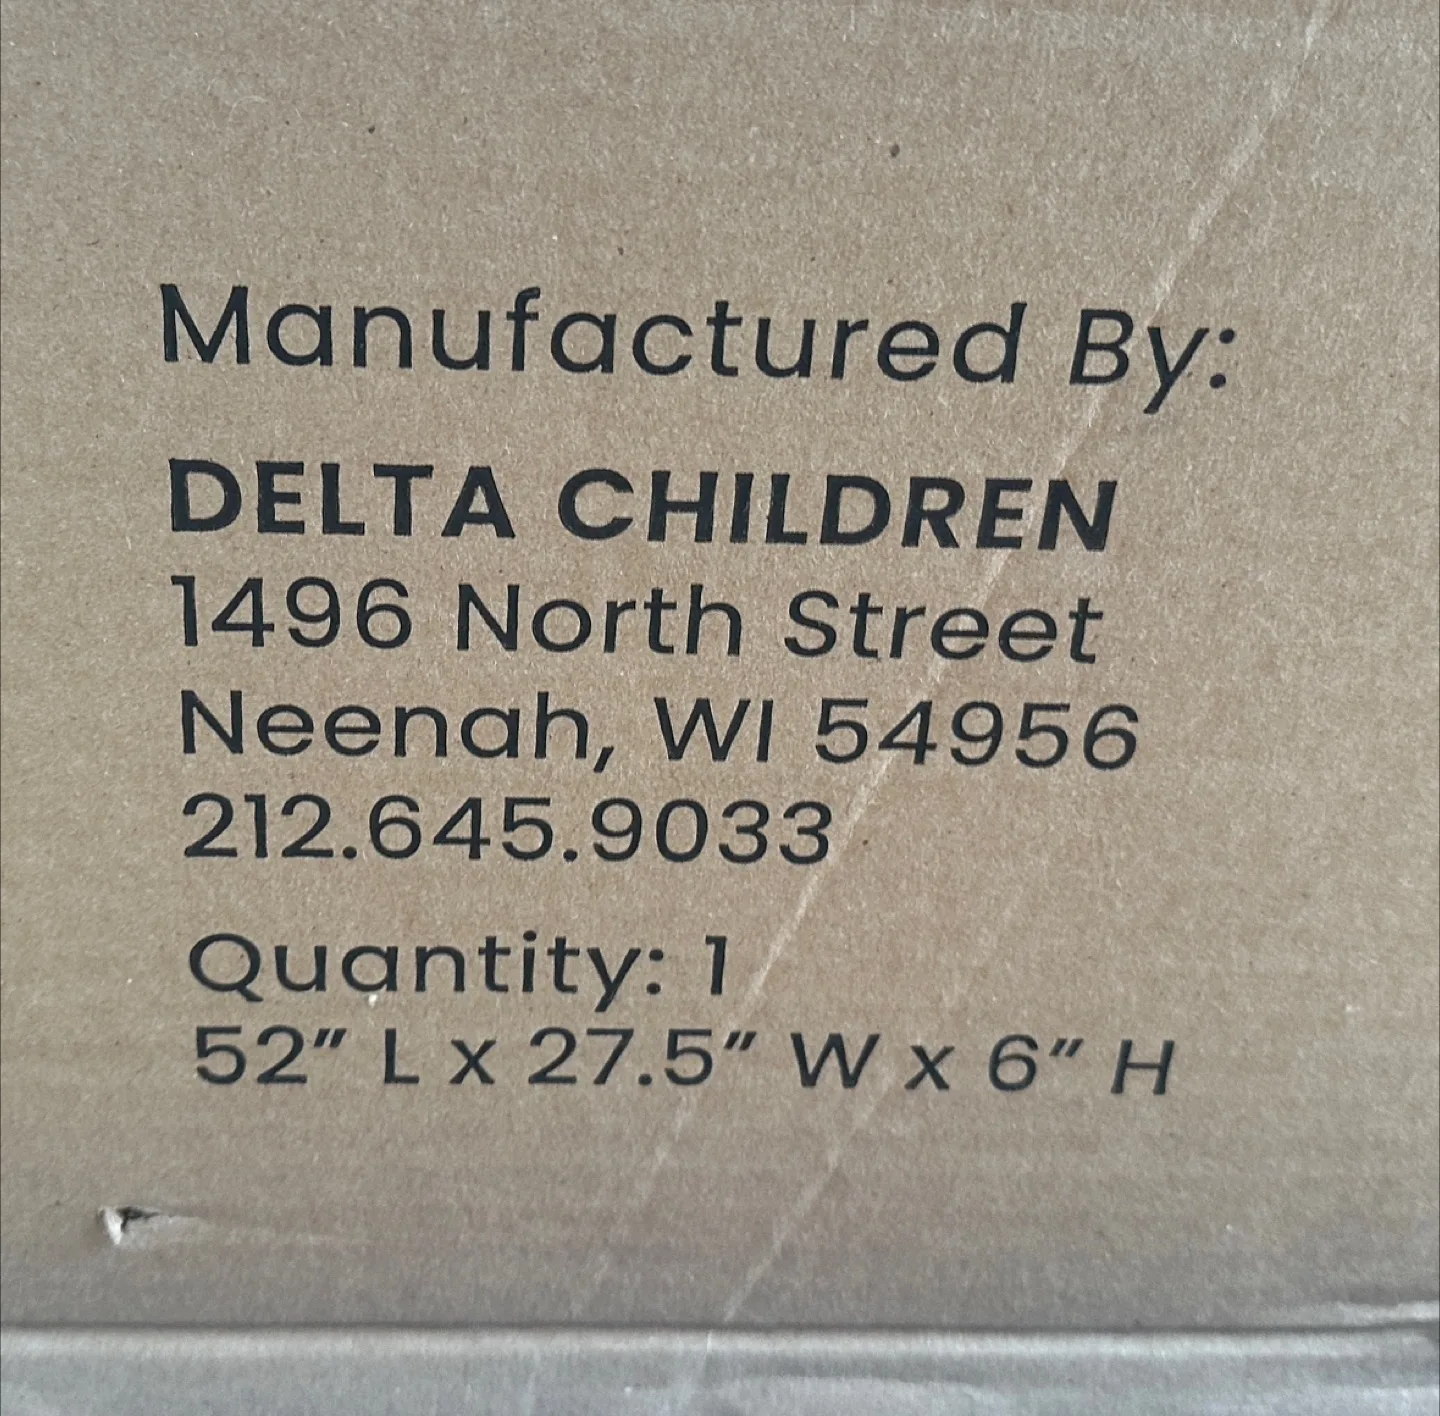 Manufactured By:
DELTA CHILDREN
1496 North Street
Neenah, WI 54956
212.645.9033
Quantity: 1
52” L x 27.5” W x 6” H